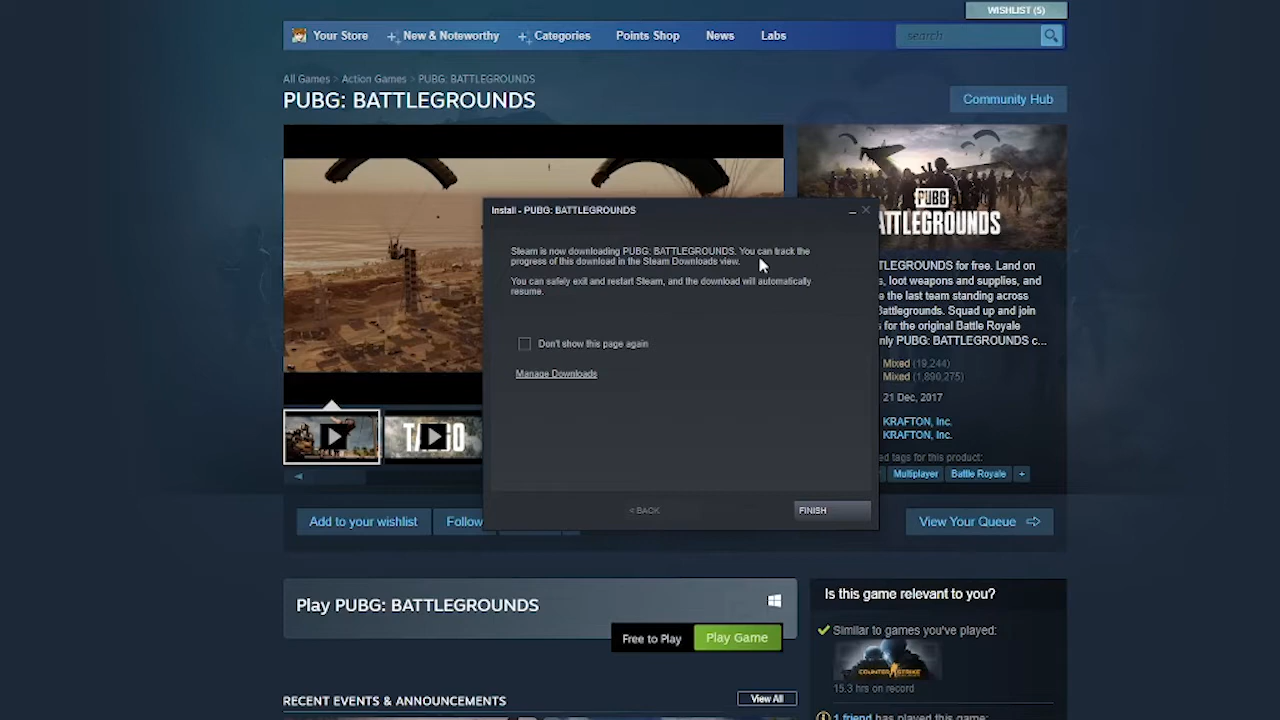 WISHLIST (5)
Your Store
New & Noteworthy
Categories
Points Shop
News
Labs
search
All Games > Action Games > PUBG: BATTLEGROUNDS
PUBG: BATTLEGROUNDS
Community Hub
PUBG
ATTLEGROUNDS
Install - PUBG: BATTLEGROUNDS
Steam is now downloading PUBG: BATTLEGROUNDS. You can track the
progress of this download in the Steam Downloads view.
You can safely exit and restart Steam, and the download will automatically
resume.
Don't show this page again
Manage Downloads
< BACK
FINISH
TLEGROUNDS for free. Land on
s, loot weapons and supplies, and
e the last team standing across
Battlegrounds. Squad up and join
s for the original Battle Royale
nly PUBG: BATTLEGROUNDS c...
Mixed (19,244)
Mixed (1,890,275)
21 Dec, 2017
KRAFTON, Inc.
KRAFTON, Inc.
ed tags for this product:
Multiplayer
Battle Royale
+
Add to your wishlist
Follow
View Your Queue
Play PUBG: BATTLEGROUNDS
Free to Play
Play Game
Is this game relevant to you?
Similar to games you've played:
COUNTER STRIKE
15.3 hrs on record
RECENT EVENTS & ANNOUNCEMENTS
View All
1 friend has played this game: